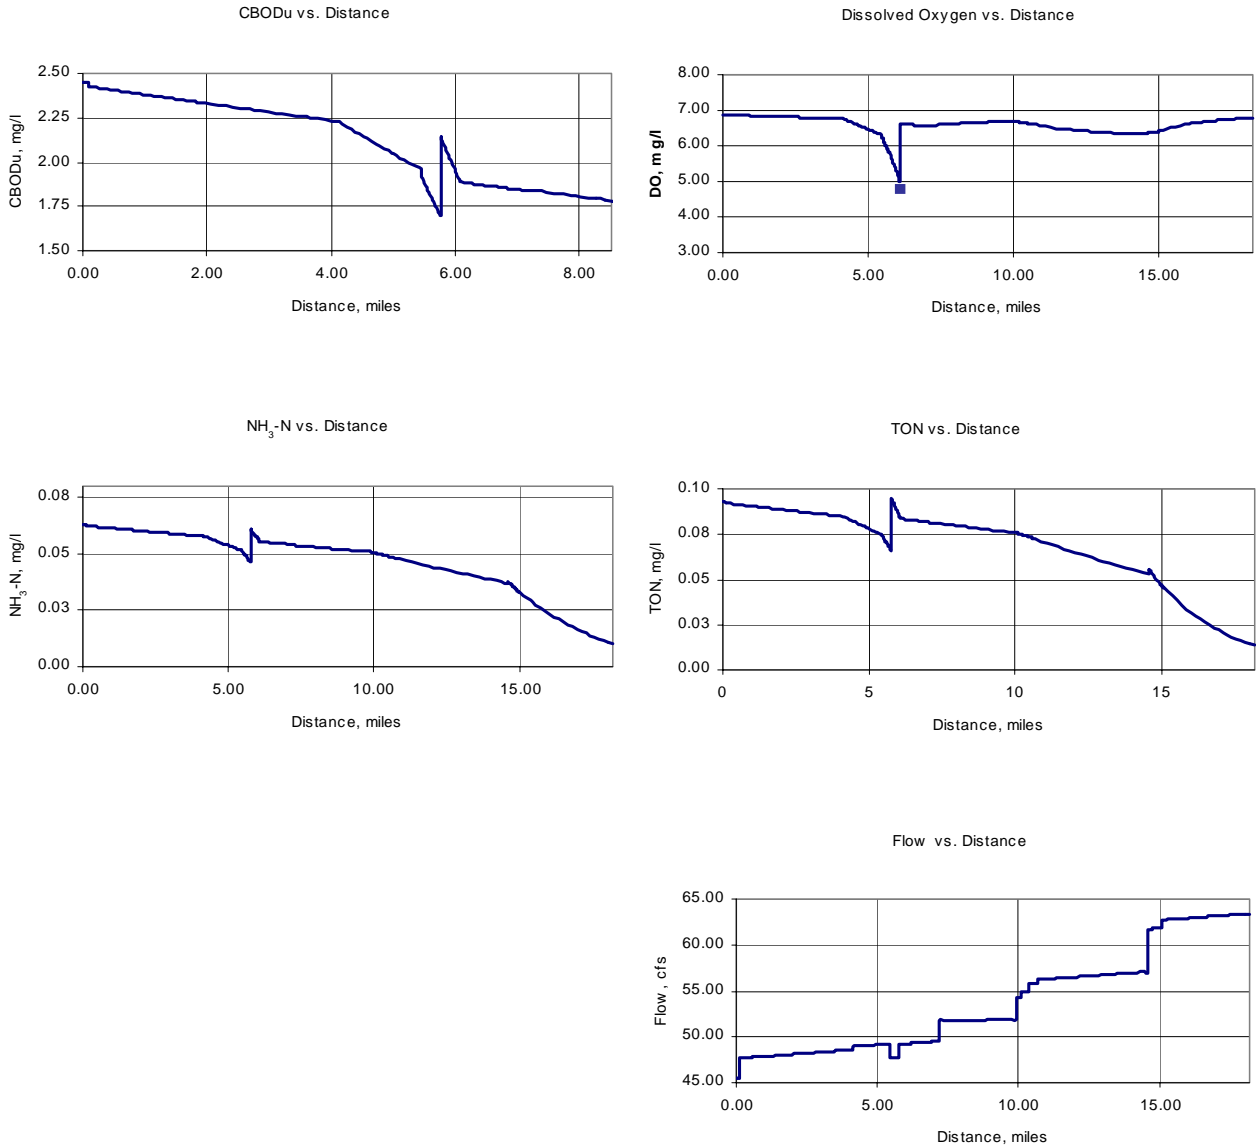 CBODu vs. Distance
2.50
2.25
2.00
1.75
1.50
CBODu, mg/l
0.00 2.00 4.00 6.00 8.00
Distance, miles
Dissolved Oxygen vs. Distance
8.00
7.00
6.00
5.00
4.00
3.00
DO, mg/l
0.00 5.00 10.00 15.00
Distance, miles
NH3-N vs. Distance
0.08
0.05
0.03
0.00
NH3-N, mg/l
0.00 5.00 10.00 15.00
Distance, miles
TON vs. Distance
0.10
0.08
0.05
0.03
0.00
TON, mg/l
0 5 10 15
Distance, miles
Flow vs. Distance
65.00
60.00
55.00
50.00
45.00
Flow, cfs
0.00 5.00 10.00 15.00
Distance, miles